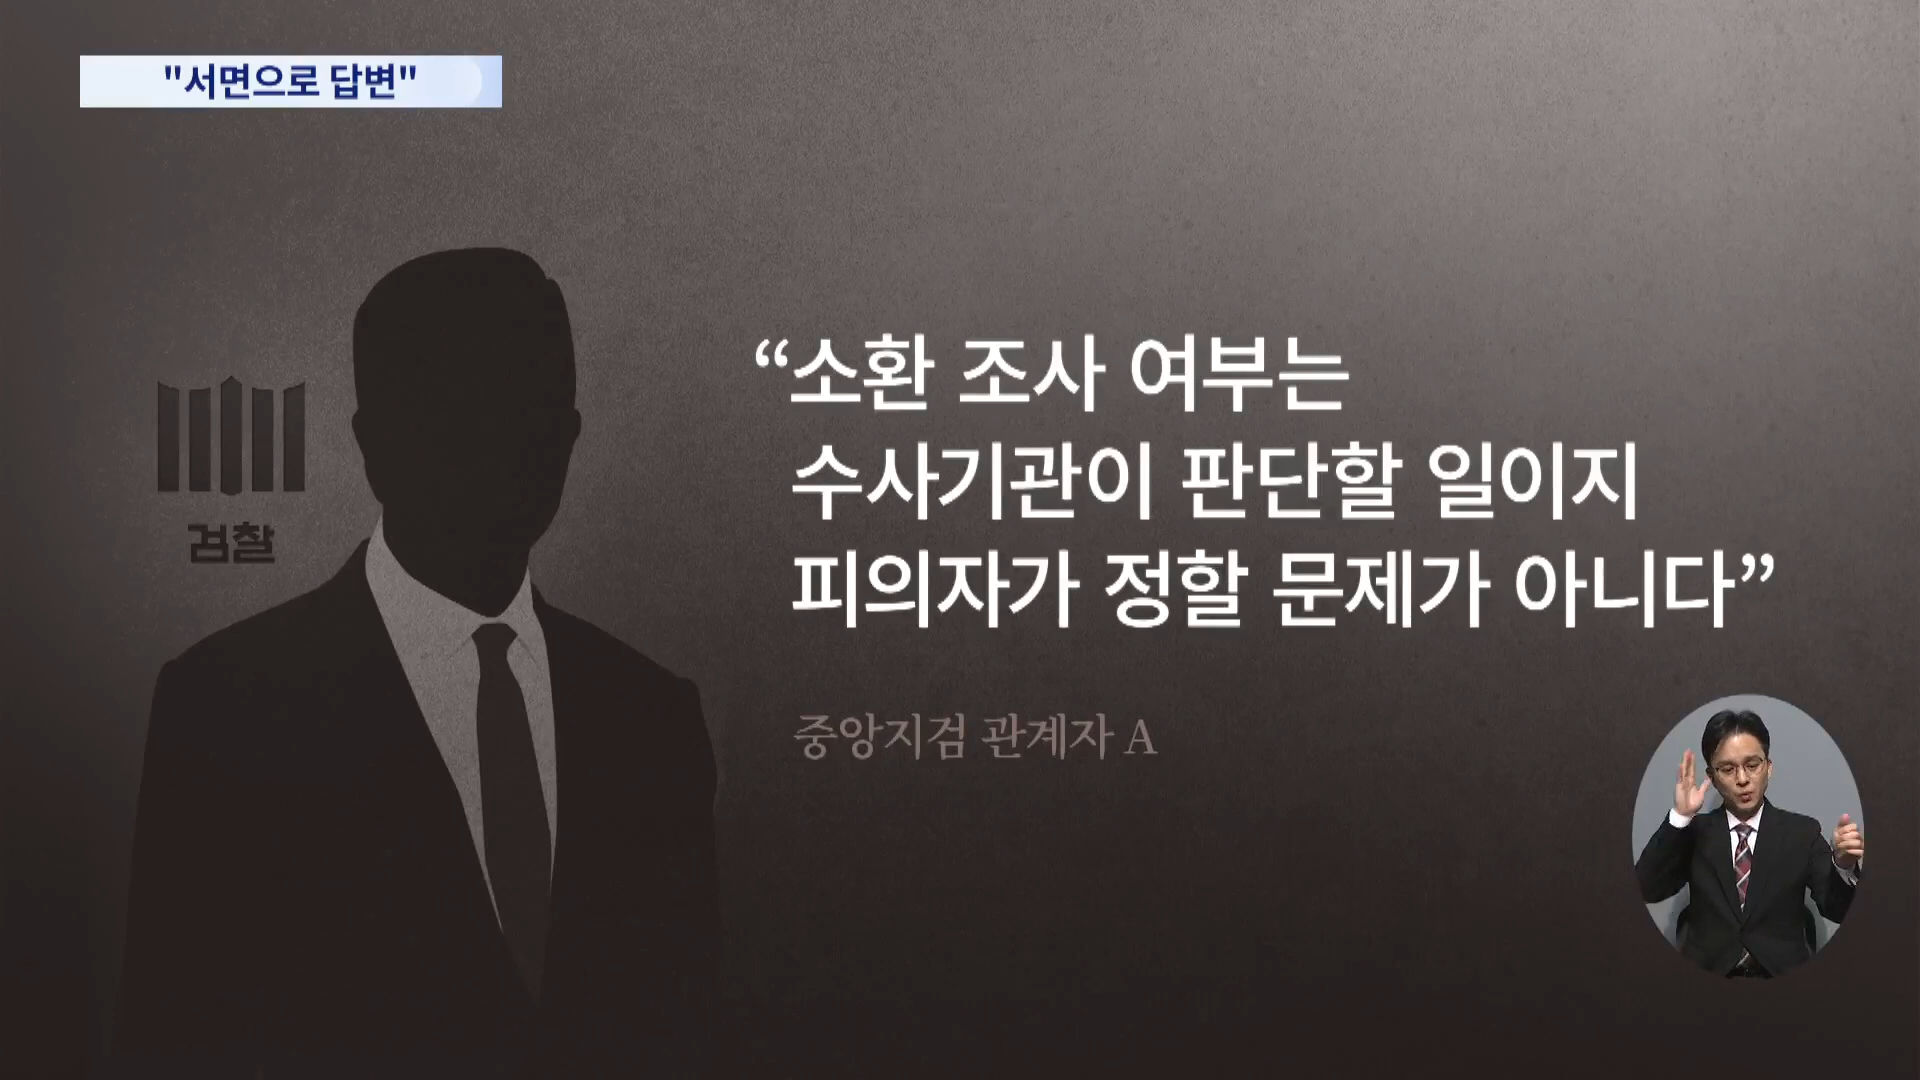 "서면으로 답변"
“소환 조사 여부는
수사기관이 판단할 일이지
피의자가 정할 문제가 아니다”
검찰
중앙지검 관계자 A